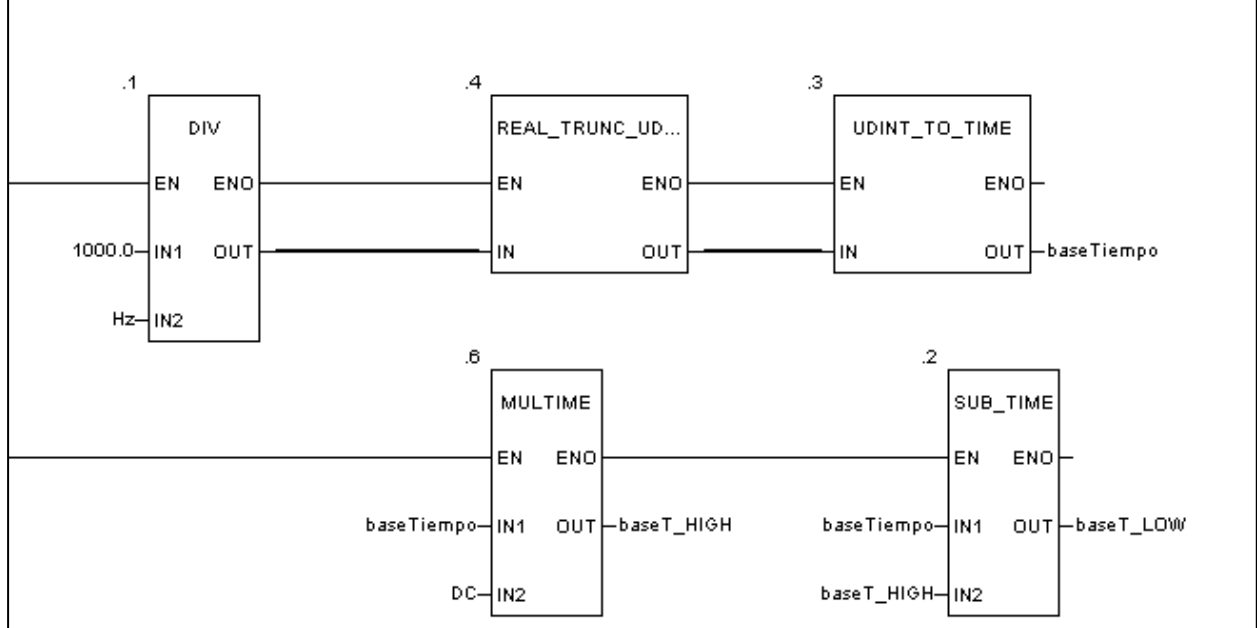 .1 .4 .3
DIV REAL_TRUNC_UD... UDINT_TO_TIME
EN ENO EN ENO EN ENO
1000.0 IN1 OUT IN OUT IN OUT baseTiempo
Hz IN2
.6 .2
MULTIME SUB_TIME
EN ENO EN ENO
baseTiempo IN1 OUT baseT_HIGH baseTiempo IN1 OUT baseT_LOW
DC IN2 baseT_HIGH IN2